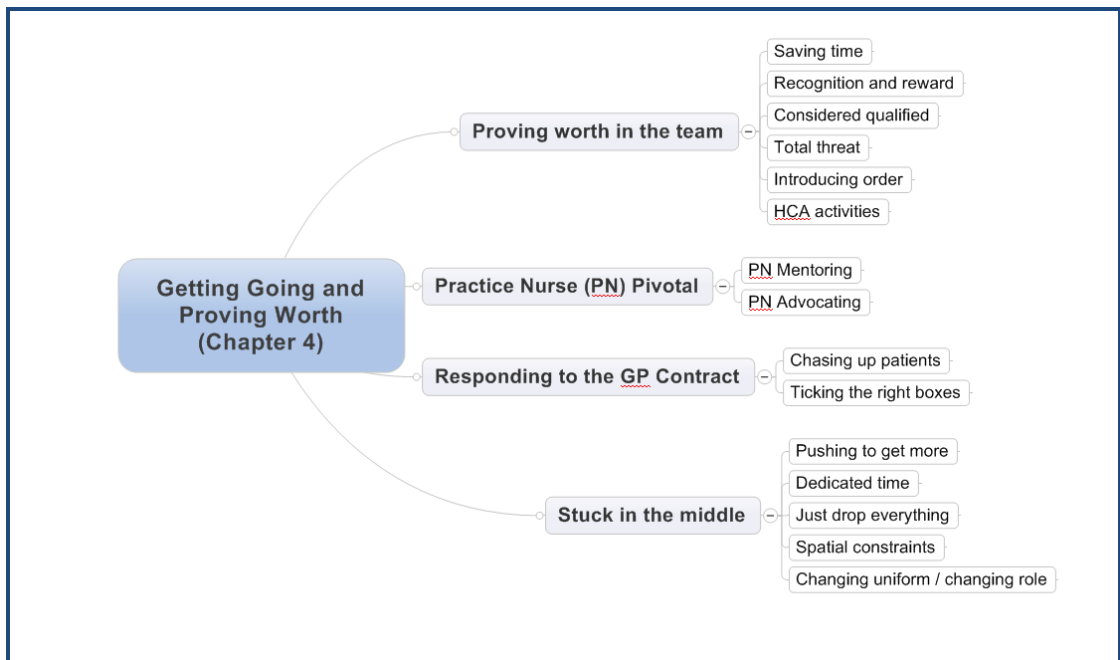 Getting Going and
Proving Worth
(Chapter 4)
Proving worth in the team
Saving time
Recognition and reward
Considered qualified
Total threat
Introducing order
HCA activities
Practice Nurse (PN) Pivotal
PN Mentoring
PN Advocating
Responding to the GP Contract
Chasing up patients
Ticking the right boxes
Stuck in the middle
Pushing to get more
Dedicated time
Just drop everything
Spatial constraints
Changing uniform / changing role